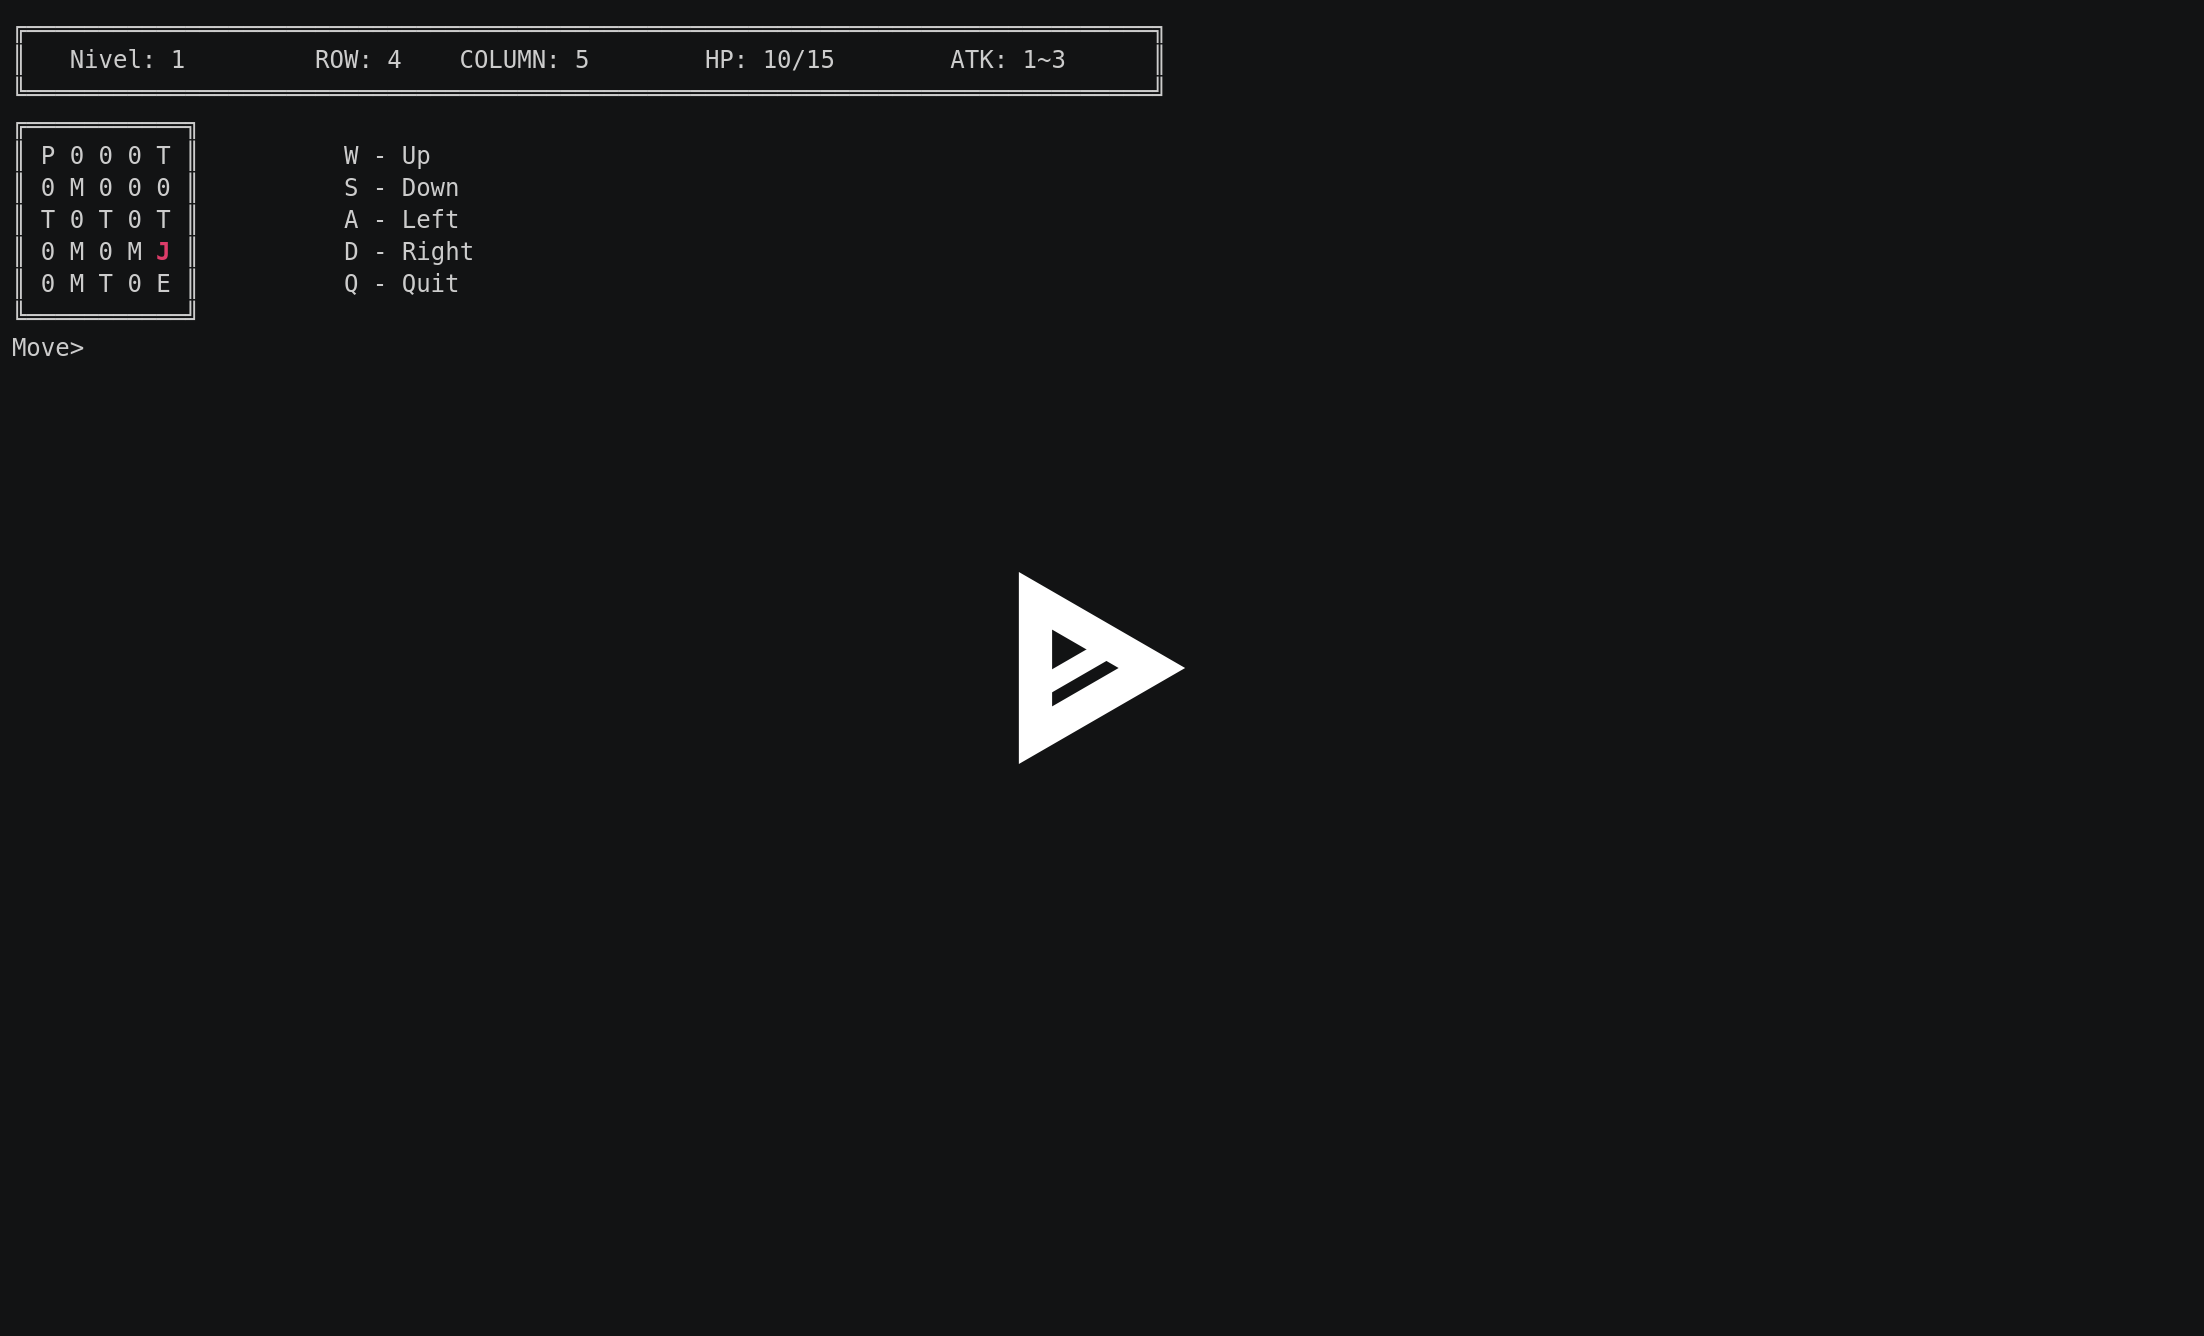 Nivel: 1 ROW: 4 COLUMN: 5 HP: 10/15 ATK: 1~3
P 0 0 0 T W - Up
0 M 0 0 0 S - Down
T 0 T 0 T A - Left
0 M 0 M J D - Right
0 M T 0 E Q - Quit
Move>